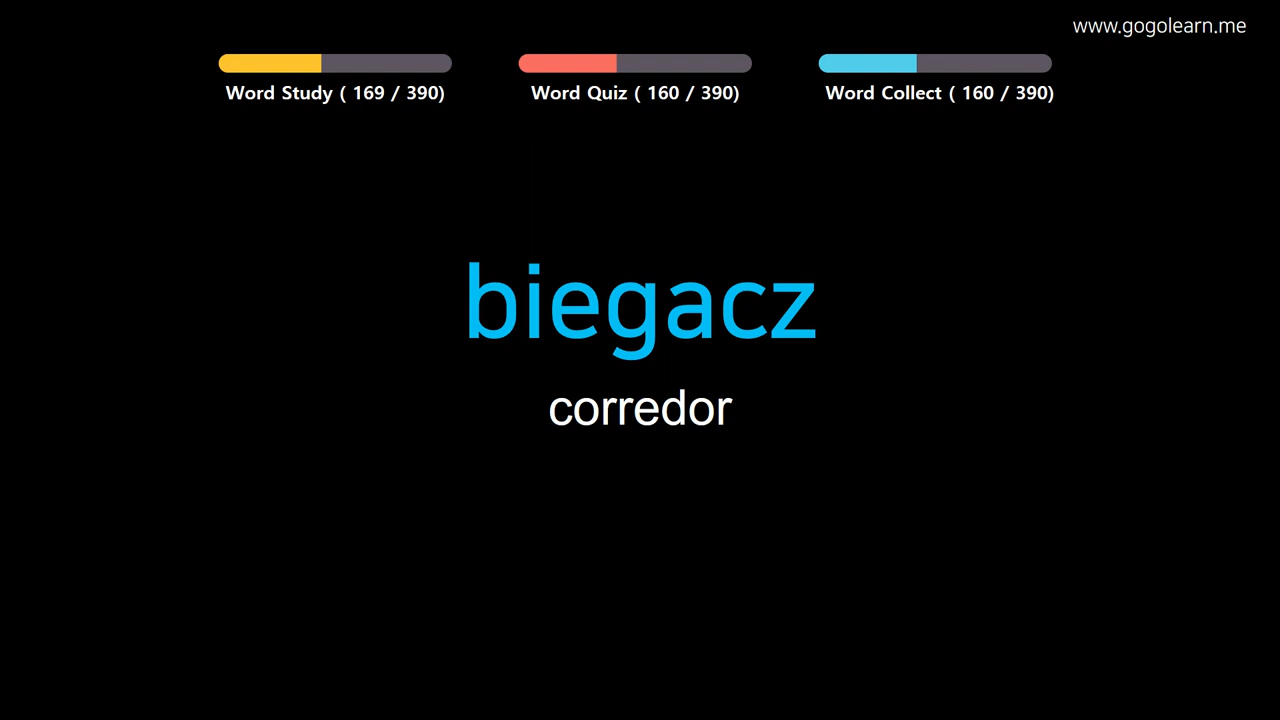 www.gogolearn.me
Word Study ( 169 / 390)
Word Quiz ( 160 / 390)
Word Collect ( 160 / 390)
biegacz
corredor